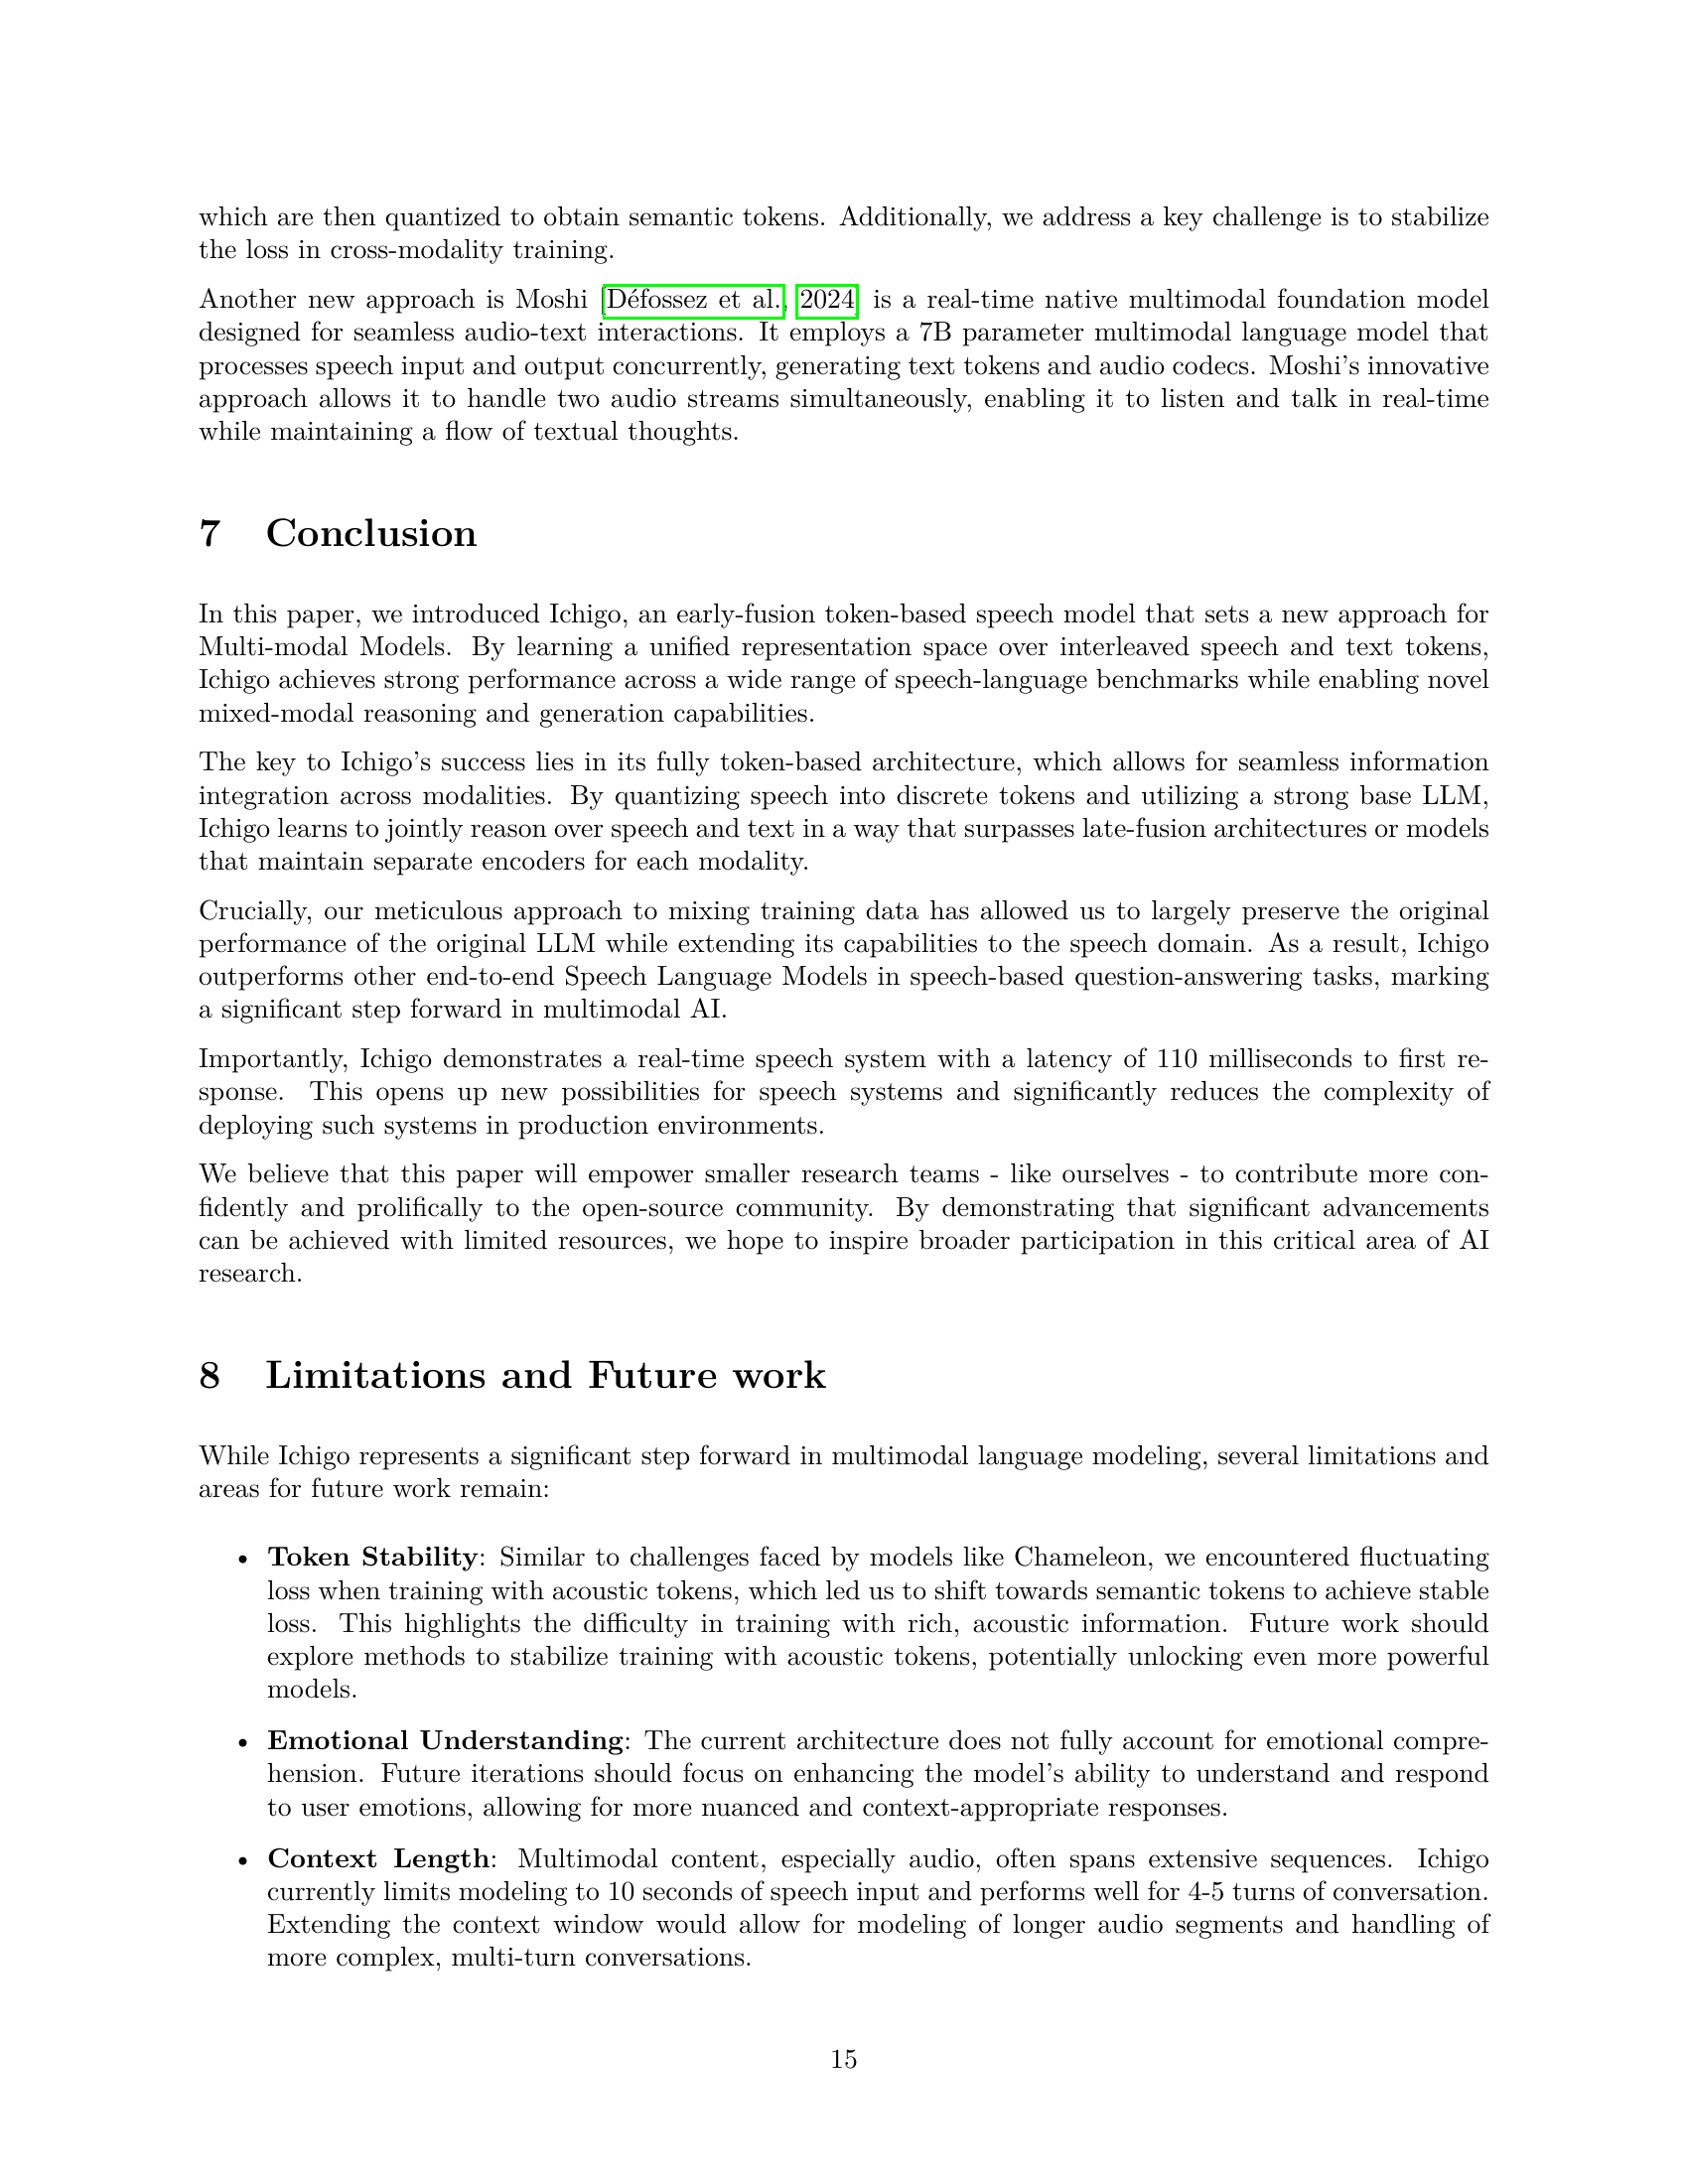 which are then quantized to obtain semantic tokens. Additionally, we address a key challenge is to stabilize
the loss in cross-modality training.
Another new approach is Moshi [Défossez et al., 2024] is a real-time native multimodal foundation model
designed for seamless audio-text interactions. It employs a 7B parameter multimodal language model that
processes speech input and output concurrently, generating text tokens and audio codecs. Moshi's innovative
approach allows it to handle two audio streams simultaneously, enabling it to listen and talk in real-time
while maintaining a flow of textual thoughts.
7 Conclusion
In this paper, we introduced Ichigo, an early-fusion token-based speech model that sets a new approach for
Multi-modal Models. By learning a unified representation space over interleaved speech and text tokens,
Ichigo achieves strong performance across a wide range of speech-language benchmarks while enabling novel
mixed-modal reasoning and generation capabilities.
The key to Ichigo's success lies in its fully token-based architecture, which allows for seamless information
integration across modalities. By quantizing speech into discrete tokens and utilizing a strong base LLM,
Ichigo learns to jointly reason over speech and text in a way that surpasses late-fusion architectures or models
that maintain separate encoders for each modality.
Crucially, our meticulous approach to mixing training data has allowed us to largely preserve the original
performance of the original LLM while extending its capabilities to the speech domain. As a result, Ichigo
outperforms other end-to-end Speech Language Models in speech-based question-answering tasks, marking
a significant step forward in multimodal AI.
Importantly, Ichigo demonstrates a real-time speech system with a latency of 110 milliseconds to first re-
sponse. This opens up new possibilities for speech systems and significantly reduces the complexity of
deploying such systems in production environments.
We believe that this paper will empower smaller research teams - like ourselves - to contribute more con-
fidently and prolifically to the open-source community. By demonstrating that significant advancements
can be achieved with limited resources, we hope to inspire broader participation in this critical area of AI
research.
8 Limitations and Future work
While Ichigo represents a significant step forward in multimodal language modeling, several limitations and
areas for future work remain:
• Token Stability: Similar to challenges faced by models like Chameleon, we encountered fluctuating
loss when training with acoustic tokens, which led us to shift towards semantic tokens to achieve stable
loss. This highlights the difficulty in training with rich, acoustic information. Future work should
explore methods to stabilize training with acoustic tokens, potentially unlocking even more powerful
models.
• Emotional Understanding: The current architecture does not fully account for emotional compre-
hension. Future iterations should focus on enhancing the model's ability to understand and respond
to user emotions, allowing for more nuanced and context-appropriate responses.
• Context Length: Multimodal content, especially audio, often spans extensive sequences. Ichigo
currently limits modeling to 10 seconds of speech input and performs well for 4-5 turns of conversation.
Extending the context window would allow for modeling of longer audio segments and handling of
more complex, multi-turn conversations.
15